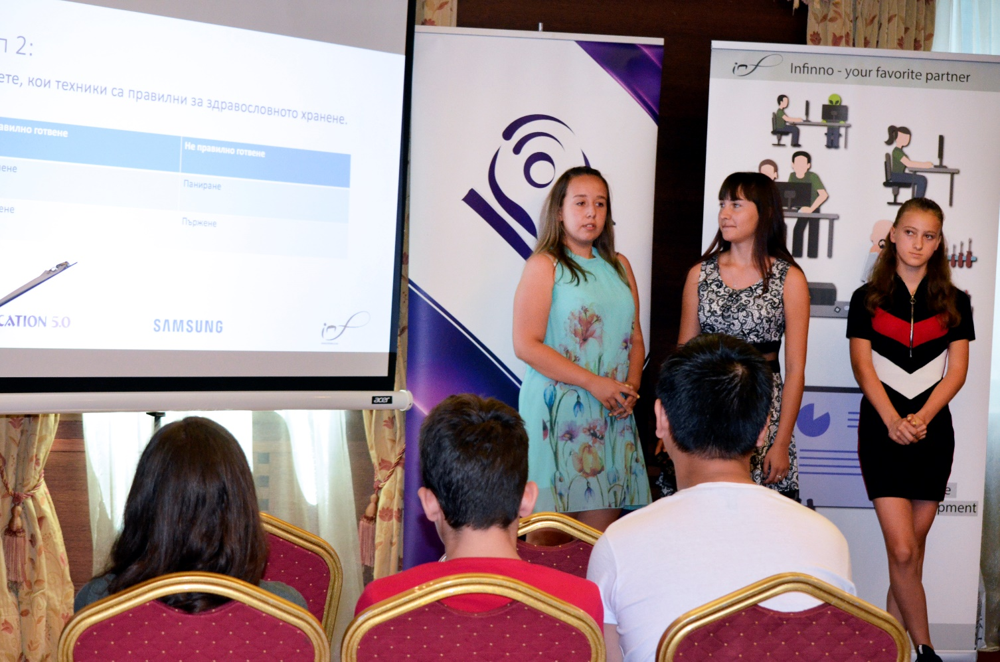 п 2:
ете, кои техники са правилни за здравословното хранене.
авилно готвене
Не правилно готвене
ене
Паниране
ене
Пържене
CATION 5.0
SAMSUNG
inf
acer
inf
Infinno - your favorite partner
e
pment